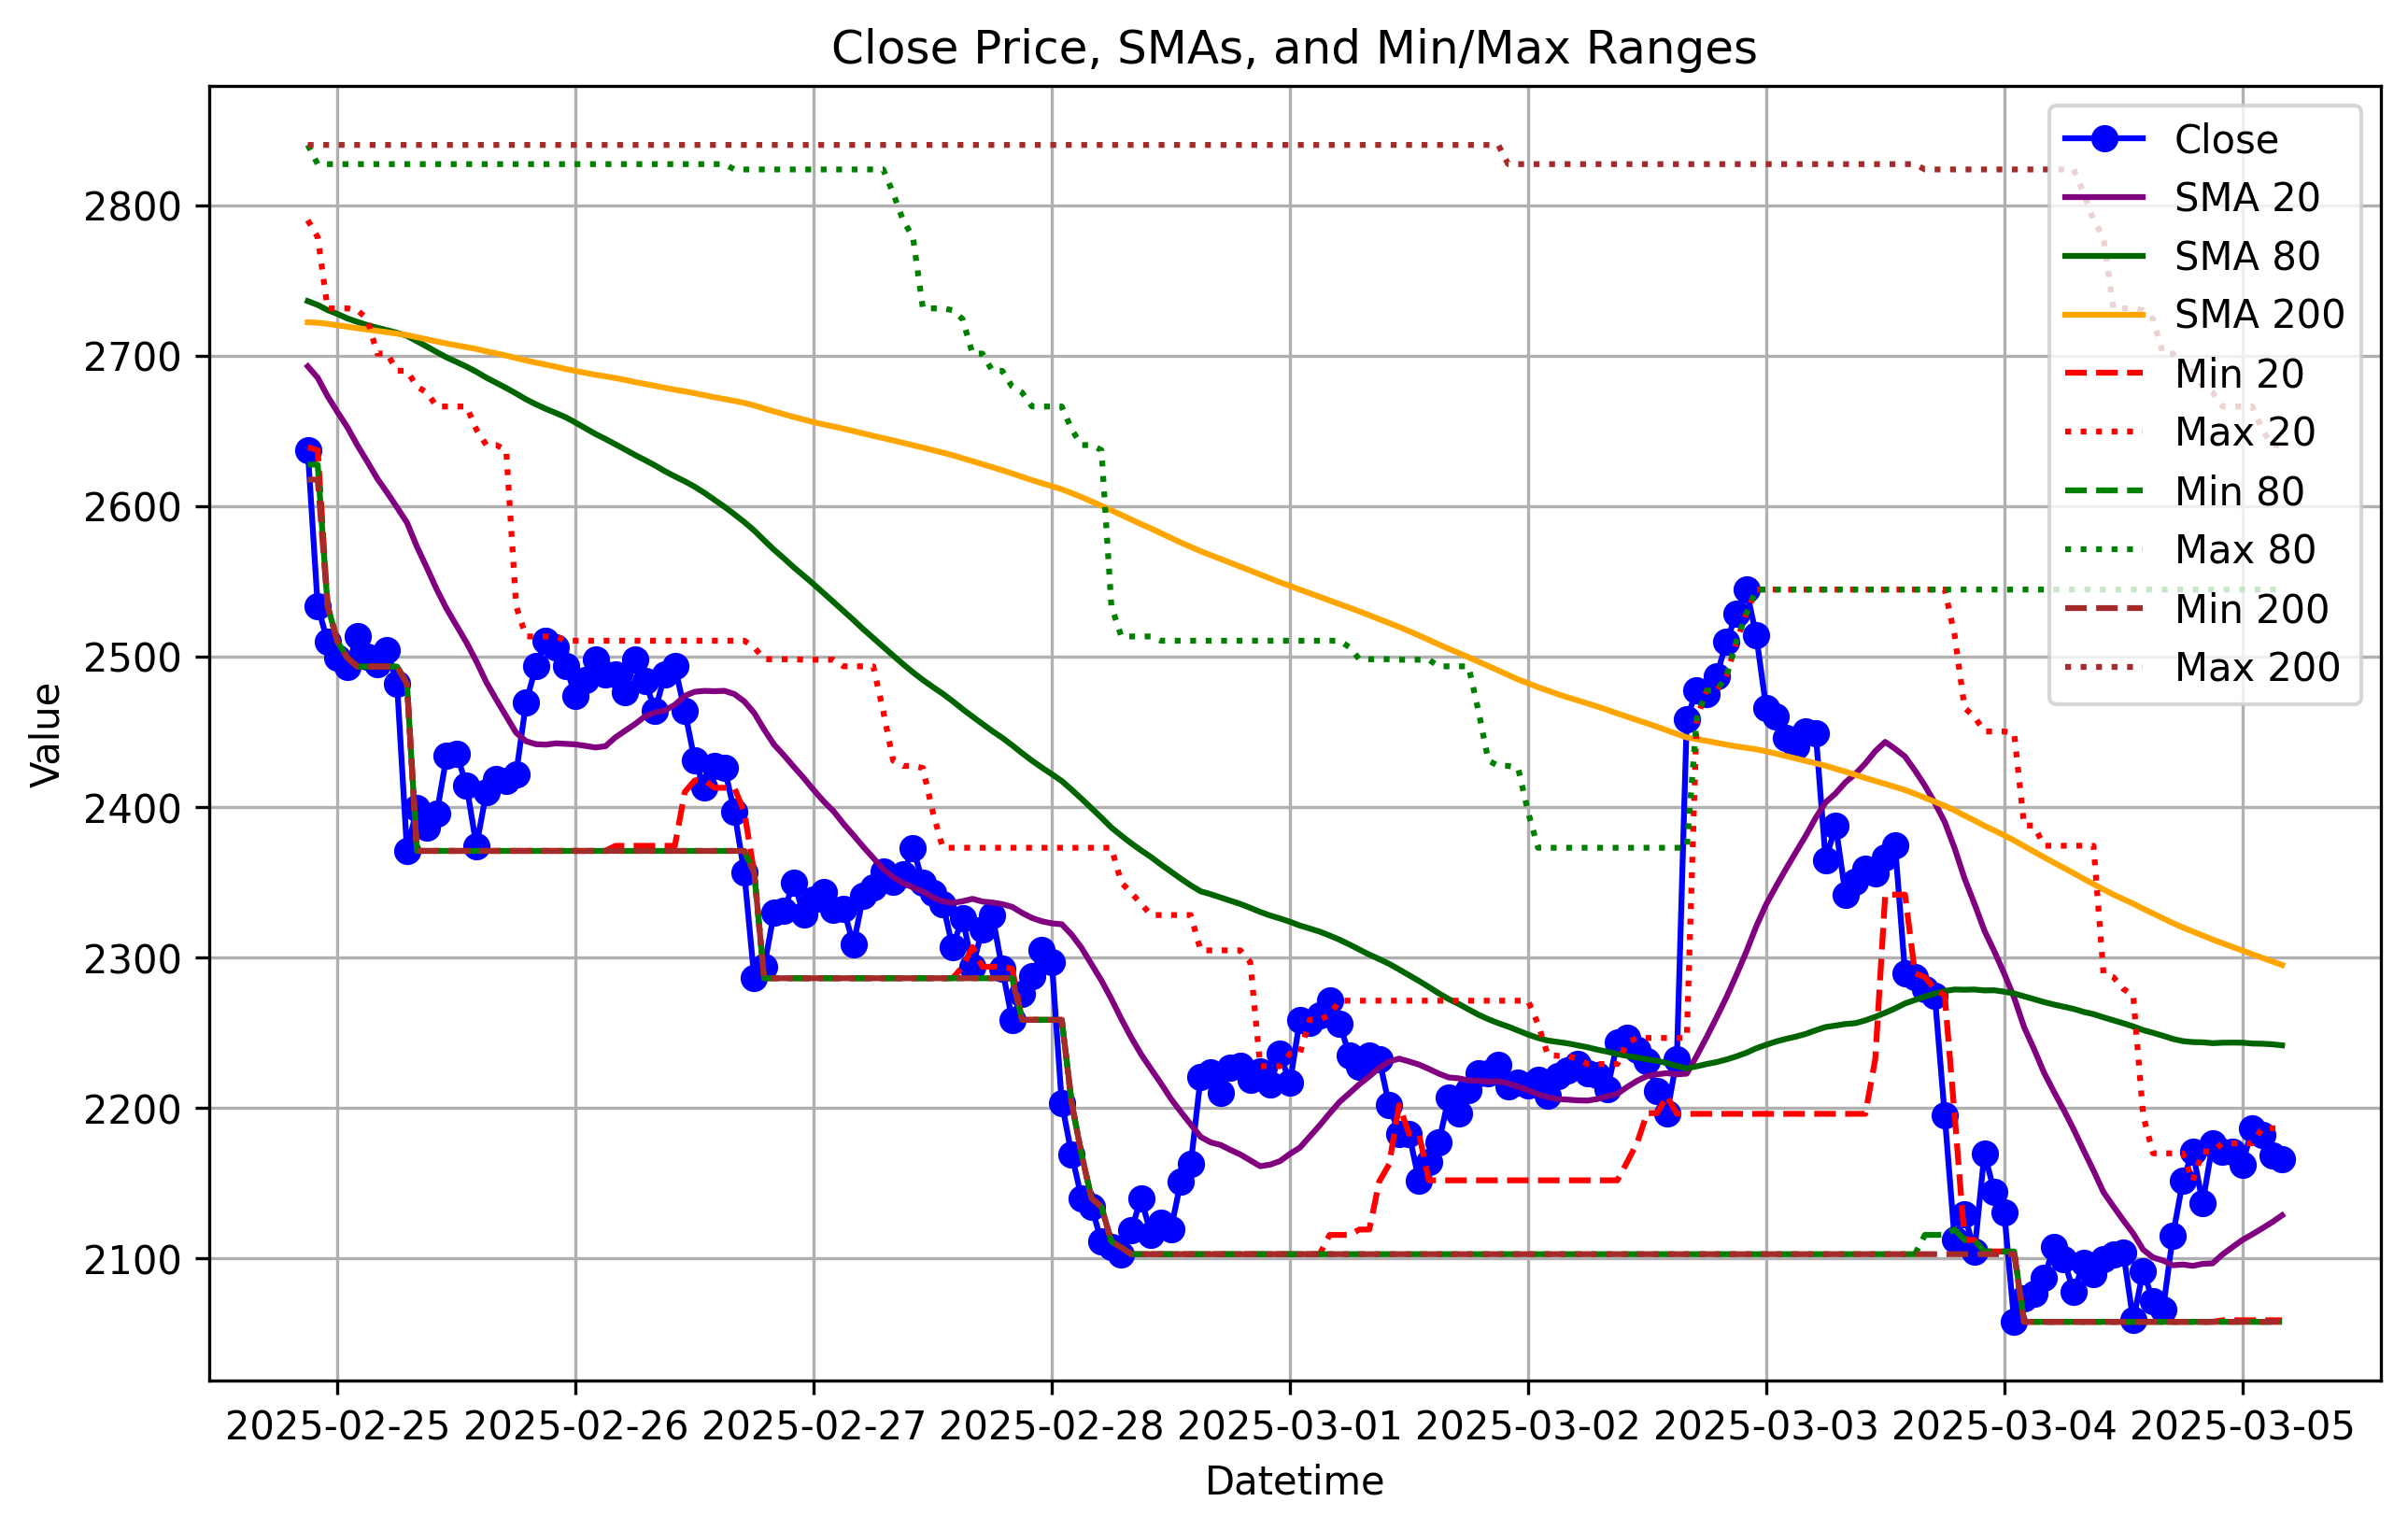 Close Price, SMAs, and Min/Max Ranges
Close
SMA 20
SMA 80
SMA 200
Min 20
Max 20
Min 80
Max 80
Min 200
Max 200
Value
2800
2700
2600
2500
2400
2300
2200
2100
2025-02-25 2025-02-26 2025-02-27 2025-02-28 2025-03-01 2025-03-02 2025-03-03 2025-03-04 2025-03-05
Datetime